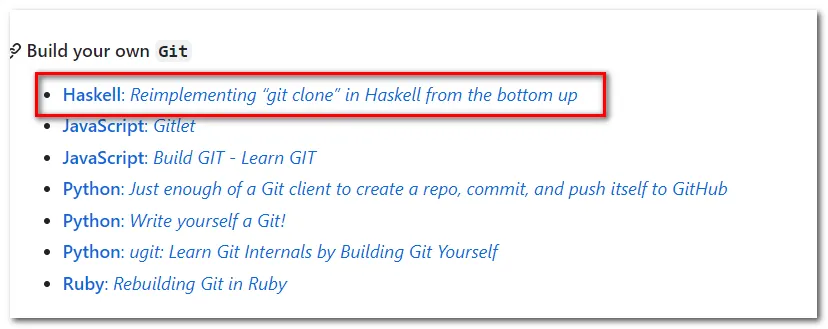 Build your own Git
Haskell: Reimplementing “git clone” in Haskell from the bottom up
JavaScript: Gitlet
JavaScript: Build GIT - Learn GIT
Python: Just enough of a Git client to create a repo, commit, and push itself to GitHub
Python: Write yourself a Git!
Python: ugit: Learn Git Internals by Building Git Yourself
Ruby: Rebuilding Git in Ruby